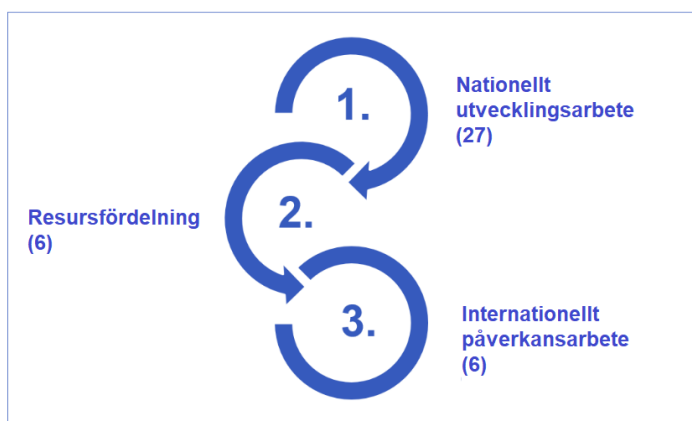 1.
Nationellt
utvecklingsarbete
(27)
2.
Resursfördelning
(6)
3.
Internationellt
påverkansarbete
(6)